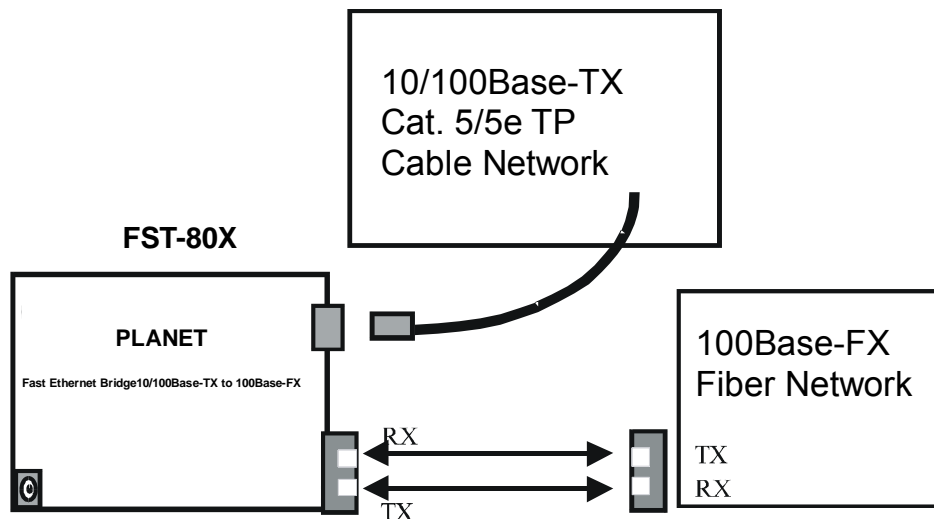 10/100Base-TX
Cat. 5/5e TP
Cable Network
FST-80X
PLANET
Fast Ethernet Bridge10/100Base-TX to 100Base-FX
100Base-FX
Fiber Network
RX
TX
TX
RX